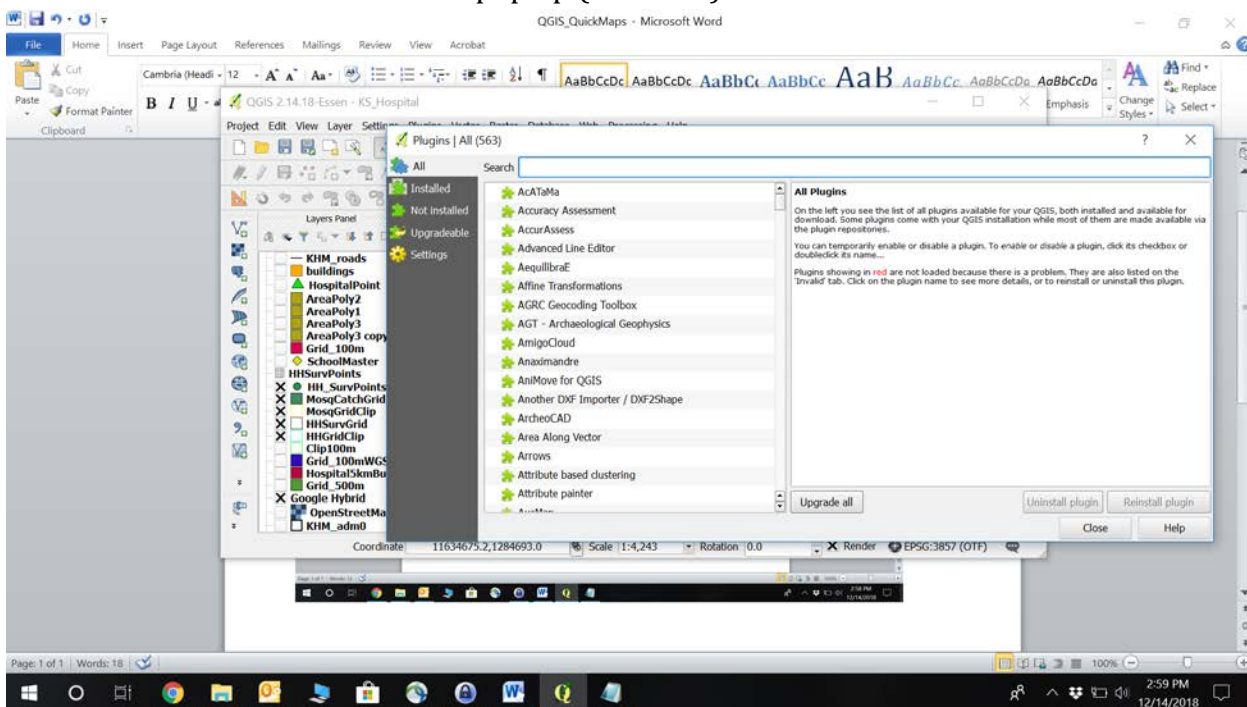 QGIS_QuickMaps - Microsoft Word
File Home Insert Page Layout References Mailings Review View Acrobat
Cut
Copy
Format Painter
Paste
Clipboard
Cambria (Headi 12
B I U
AaBbCcDc AaBbCcDc AaBbCc AaBbCc AaB AaBbCc. AaBbCcDc AaBbCcDc
Emphasis
Change Styles
Find
Replace
Select
QGIS 2.14.18-Essen - KS_Hospital
Project Edit View Layer
Plugins | All (563)
All
Installed
Not installed
Upgradeable
Settings
Search
AcATaMa
Accuracy Assessment
AccurAssess
Advanced Line Editor
AequilibraE
Affine Transformations
AGRC Geocoding Toolbox
AGT - Archaeological Geophysics
AmigoCloud
Anaximandre
AniMove for QGIS
Another DXF Importer / DXF2Shape
ArcheoCAD
Area Along Vector
Arrows
Attribute based clustering
Attribute painter
All Plugins
On the left you see the list of all plugins available for your QGIS, both installed and available for
download. Some plugins come with your QGIS installation while most of them are made available via
the plugin repositories.
You can temporarily enable or disable a plugin. To enable or disable a plugin, click its checkbox or
doubleclick its name...
Plugins showing in red are not loaded because there is a problem. They are also listed on the
'Invalid' tab. Click on the plugin name to see more details, or to reinstall or uninstall this plugin.
Upgrade all Uninstall plugin Reinstall plugin
Close Help
Layers Panel
KHM_roads
buildings
HospitalPoint
AreaPoly2
AreaPoly1
AreaPoly3
AreaPoly3 copy
Grid_100m
SchoolMaster
HHSurvPoints
HH_SurvPoints
MosqCatchGrid
MosqGridClip
HHSurvGrid
HHGridClip
Clip100m
Grid_100mWGS
Hospital5kmBu
Grid_500m
Google Hybrid
OpenStreetMa
KHM_adm0
Coordinate 11634675.2,1284693.0 Scale 1:4,243 Rotation 0.0 Render EPSG:3857 (OTF)
2:58 PM
12/14/2018
Page: 1 of 1 Words: 18 100%
2:59 PM
12/14/2018